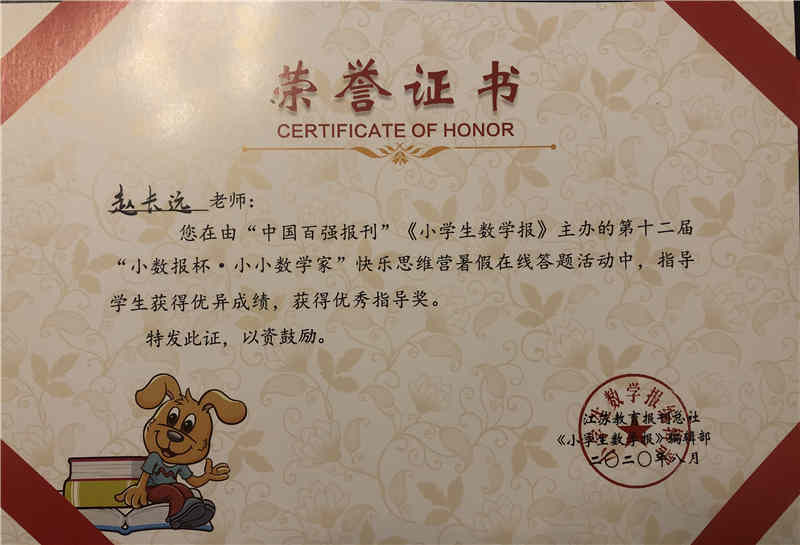 荣誉证书
CERTIFICATE OF HONOR
赵长远 老师：
您在由“中国百强报刊”《小学生数学报》主办的第十二届
“小数报杯·小小数学家”快乐思维营暑假在线答题活动中，指导
学生获得优异成绩，获得优秀指导奖。
特发此证，以资鼓励。
江苏教育报刊总社
《小学生数学报》编辑部
二〇二〇年八月